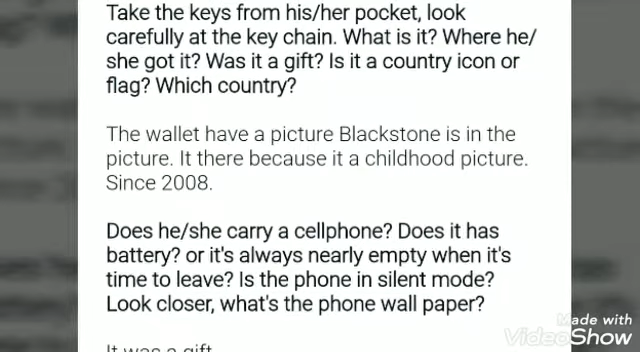 Take the keys from his/her pocket, look
carefully at the key chain. What is it? Where he/
she got it? Was it a gift? Is it a country icon or
flag? Which country?
The wallet have a picture Blackstone is in the
picture. It there because it a childhood picture.
Since 2008.
Does he/she carry a cellphone? Does it has
battery? or it's always nearly empty when it's
time to leave? Is the phone in silent mode?
Look closer, what's the phone wall paper?
It was a gift
Made with
VideoShow